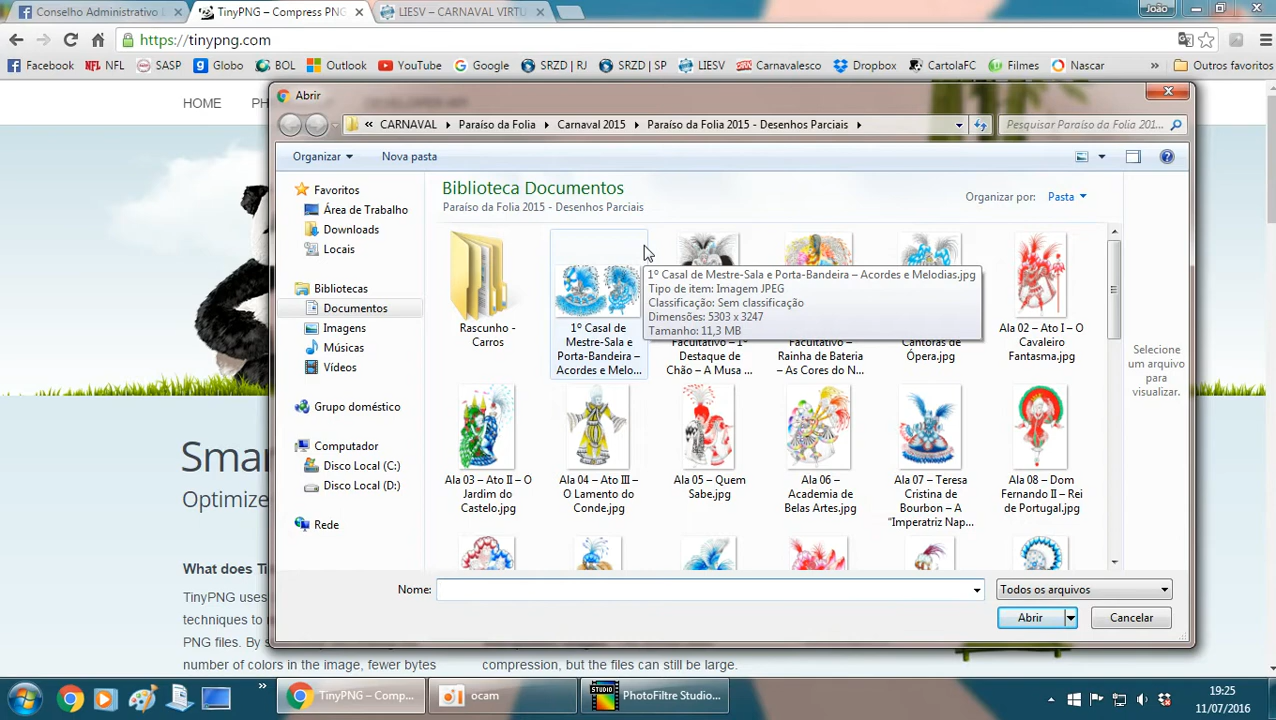 Conselho Administrativo L
TinyPNG – Compress PNG
LIESV – CARNAVAL VIRTU
João
https://tinypng.com
Facebook
NFL
SASP
Globo
BOL
Outlook
YouTube
Google
SRZD | RJ
SRZD | SP
LIESV
Carnavalesco
Dropbox
CartolaFC
Filmes
Nascar
»
Outros favoritos
HOME
Abrir
« CARNAVAL
Paraíso da Folia
Carnaval 2015
Paraíso da Folia 2015 - Desenhos Parciais
Pesquisar Paraíso da Folia 201...
Organizar
Nova pasta
Favoritos
Área de Trabalho
Downloads
Locais
Bibliotecas
Documentos
Imagens
Músicas
Vídeos
Grupo doméstico
Computador
Disco Local (C:)
Disco Local (D:)
Rede
Biblioteca Documentos
Paraíso da Folia 2015 - Desenhos Parciais
Organizar por:
Pasta
1º Casal de Mestre-Sala e Porta-Bandeira – Acordes e Melodias.jpg
Tipo de item: Imagem JPEG
Classificação: Sem classificação
Dimensões: 5303 x 3247
Tamanho: 11,3 MB
Rascunho -
Carros
1º Casal de
Mestre-Sala e
Porta-Bandeira –
Acordes e Melo...
Facultativo – 1º
Destaque de
Chão – A Musa ...
Facultativo –
Rainha de Bateria
– As Cores do N...
Cantoras de
Ópera.jpg
Ala 02 – Ato I – O
Cavaleiro
Fantasma.jpg
Ala 03 – Ato II – O
Jardim do
Castelo.jpg
Ala 04 – Ato III –
O Lamento do
Conde.jpg
Ala 05 – Quem
Sabe.jpg
Ala 06 –
Academia de
Belas Artes.jpg
Ala 07 – Teresa
Cristina de
Bourbon – A
"Imperatriz Nap...
Ala 08 – Dom
Fernando II – Rei
de Portugal.jpg
Selecione
um arquivo
para
visualizar.
Nome:
Todos os arquivos
Abrir
Cancelar
Smar
Optimize
What does Ti
TinyPNG uses
techniques to
PNG files. By s
number of colors in the image, fewer bytes
compression, but the files can still be large.
»
TinyPNG – Comp...
ocam
STUDIO
PhotoFiltre Studio...
19:25
11/07/2016